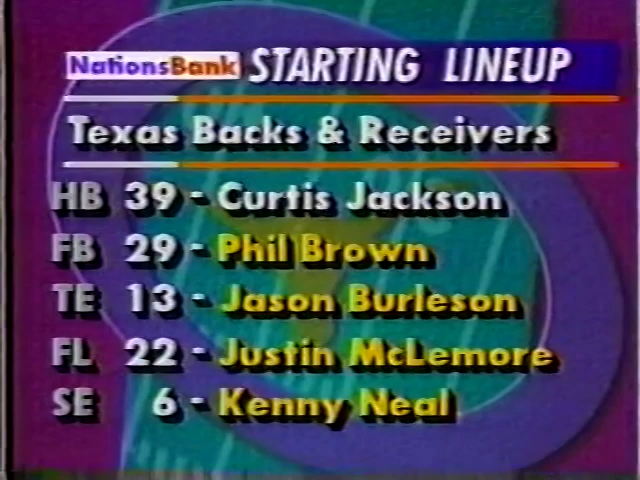 NationsBank STARTING LINEUP
Texas Backs & Receivers
HB 39 - Curtis Jackson
FB 29 - Phil Brown
TE 13 - Jason Burleson
FL 22 - Justin McLemore
SE 6 - Kenny Neal